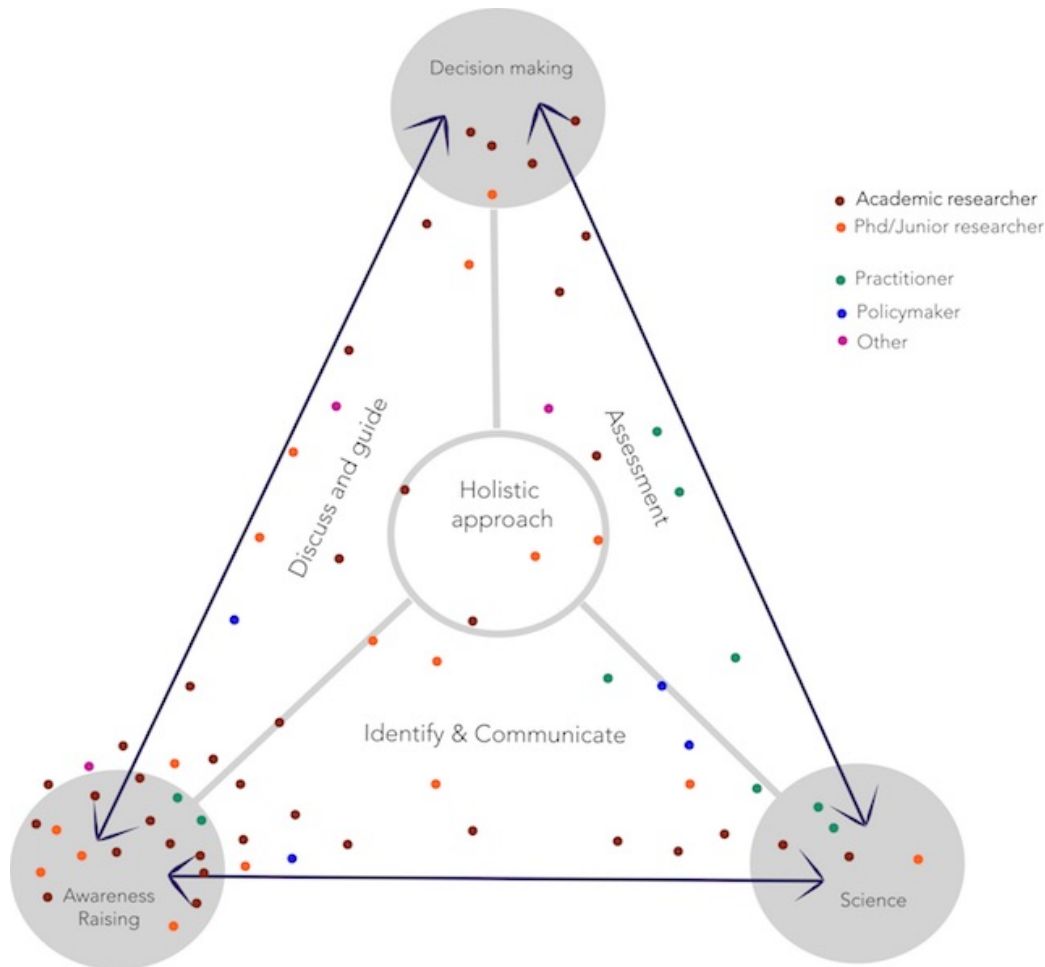 Decision making
Academic researcher
Phd/Junior researcher
Practitioner
Policymaker
Other
Discuss and guide
Assessment
Holistic
approach
Identify & Communicate
Awareness
Raising
Science